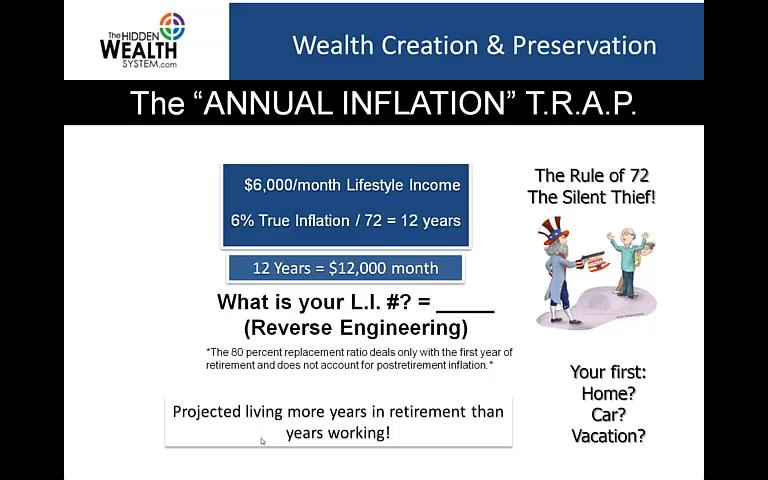 The HIDDEN
WEALTH
SYSTEM.com
Wealth Creation & Preservation
The “ANNUAL INFLATION” T.R.A.P.
$6,000/month Lifestyle Income
6% True Inflation / 72 = 12 years
12 Years = $12,000 month
What is your L.I. #? = _____
(Reverse Engineering)
*The 80 percent replacement ratio deals only with the first year of
retirement and does not account for postretirement inflation.*
Projected living more years in retirement than
years working!
The Rule of 72
The Silent Thief!
Your first:
Home?
Car?
Vacation?